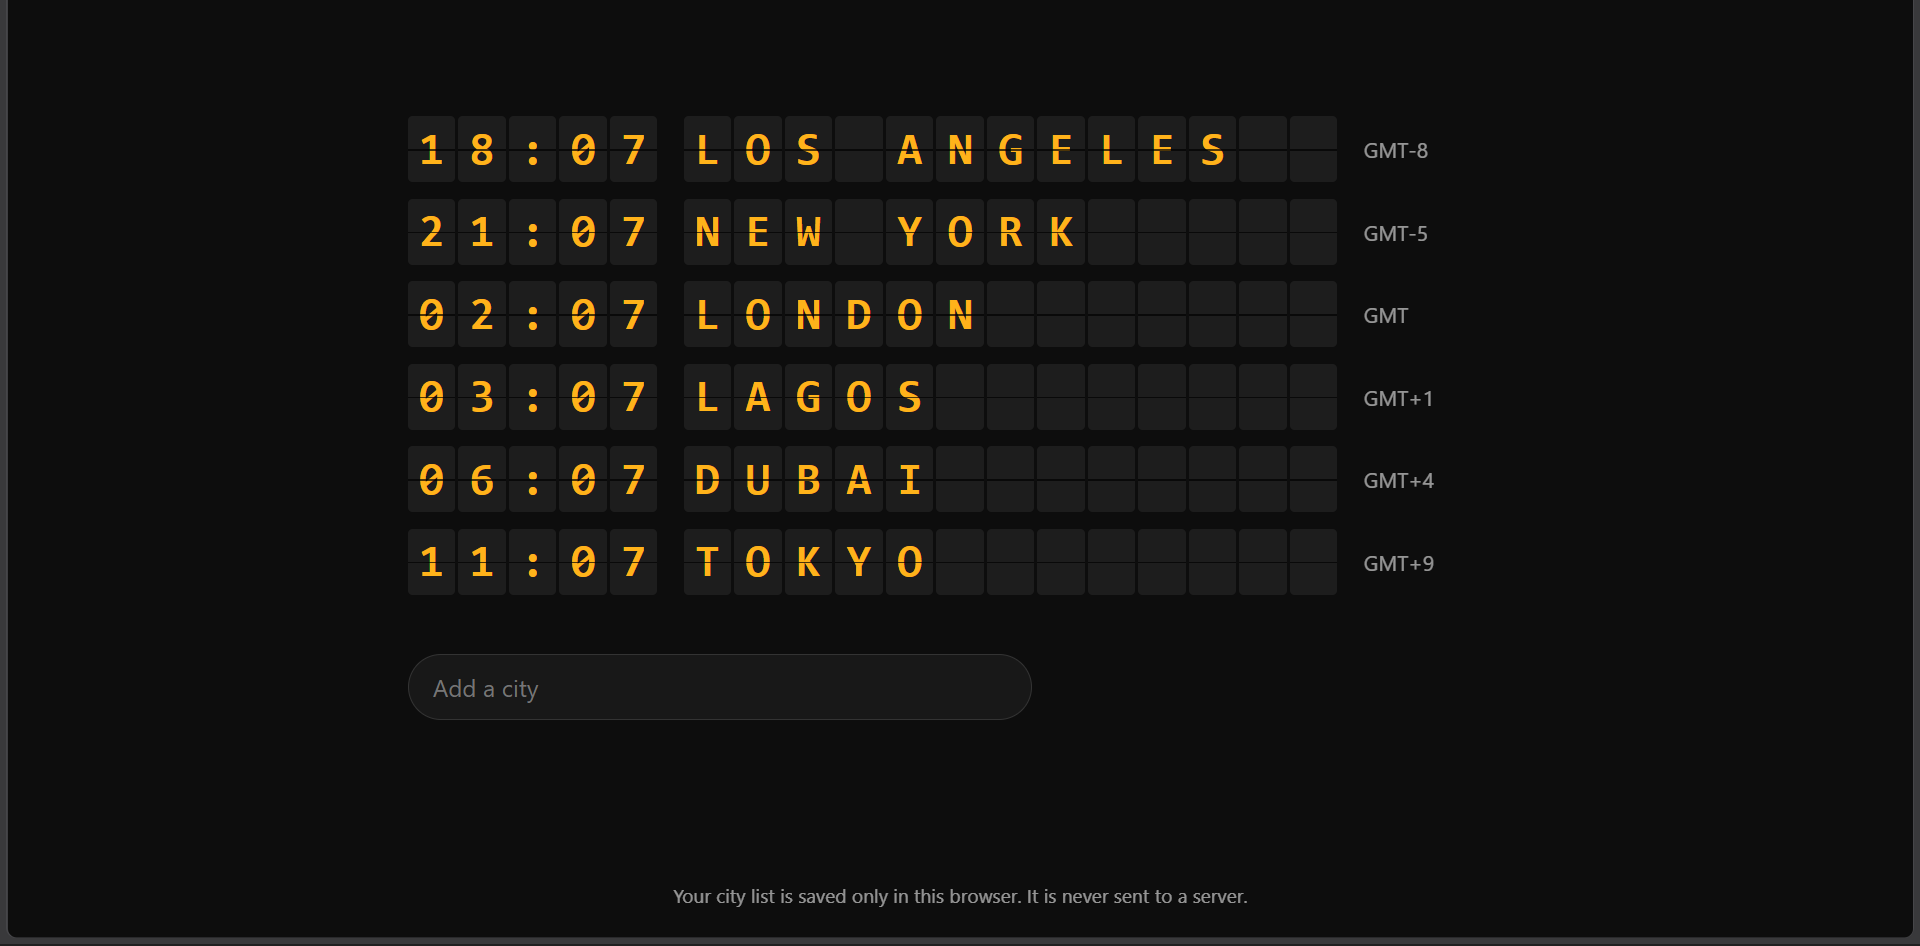 18:07 LOS ANGELES GMT-8
21:07 NEW YORK GMT-5
02:07 LONDON GMT
03:07 LAGOS GMT+1
06:07 DUBAI GMT+4
11:07 TOKYO GMT+9
Add a city
Your city list is saved only in this browser. It is never sent to a server.